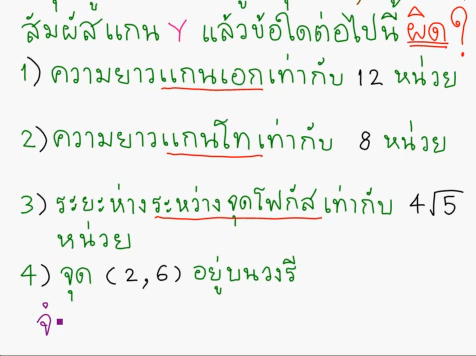 สัมผัสแกน Y แล้วข้อใดต่อไปนี้ ผิด?
1) ความยาวแกนเอกเท่ากับ 12 หน่วย
2) ความยาวแกนโทเท่ากับ 8 หน่วย
3) ระยะห่างระหว่างจุดโฟกัสเท่ากับ 4√5
หน่วย
4) จุด (2,6) อยู่บนวงรี